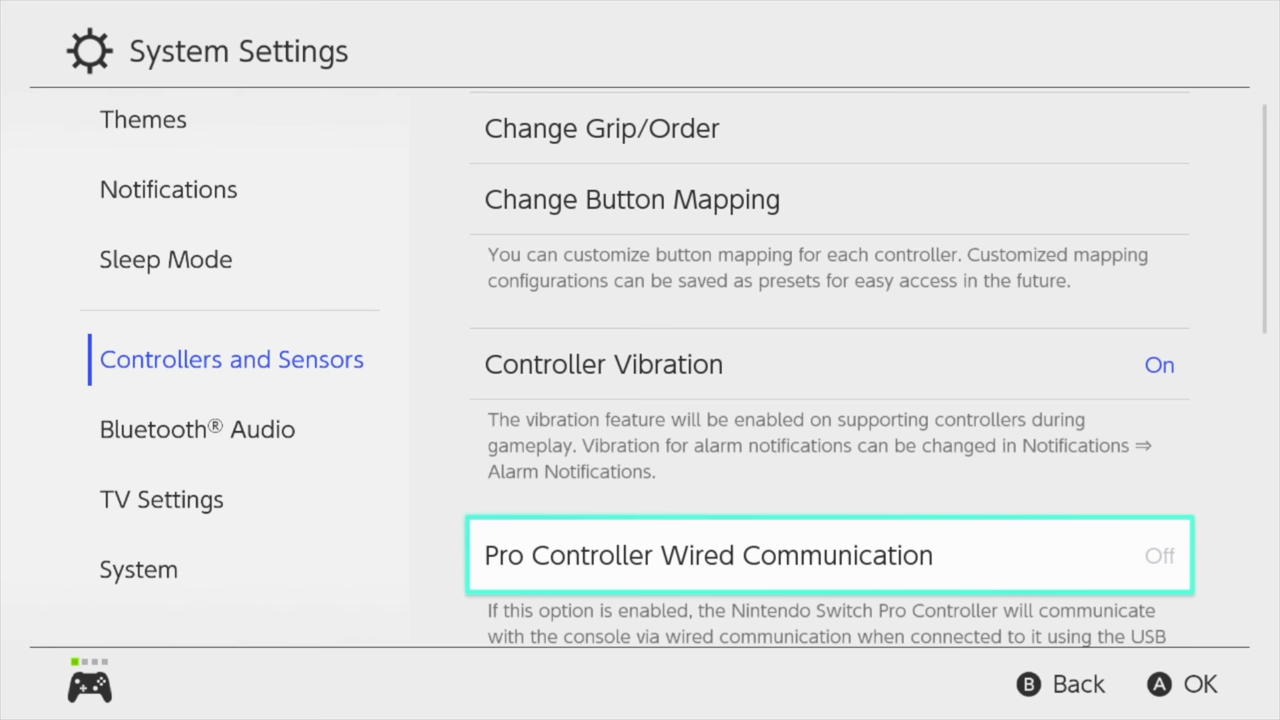 System Settings
Themes
Notifications
Sleep Mode
Controllers and Sensors
Bluetooth® Audio
TV Settings
System
Change Grip/Order
Change Button Mapping
You can customize button mapping for each controller. Customized mapping
configurations can be saved as presets for easy access in the future.
Controller Vibration On
The vibration feature will be enabled on supporting controllers during
gameplay. Vibration for alarm notifications can be changed in Notifications ⇒
Alarm Notifications.
Pro Controller Wired Communication Off
If this option is enabled, the Nintendo Switch Pro Controller will communicate
with the console via wired communication when connected to it using the USB
B Back A OK